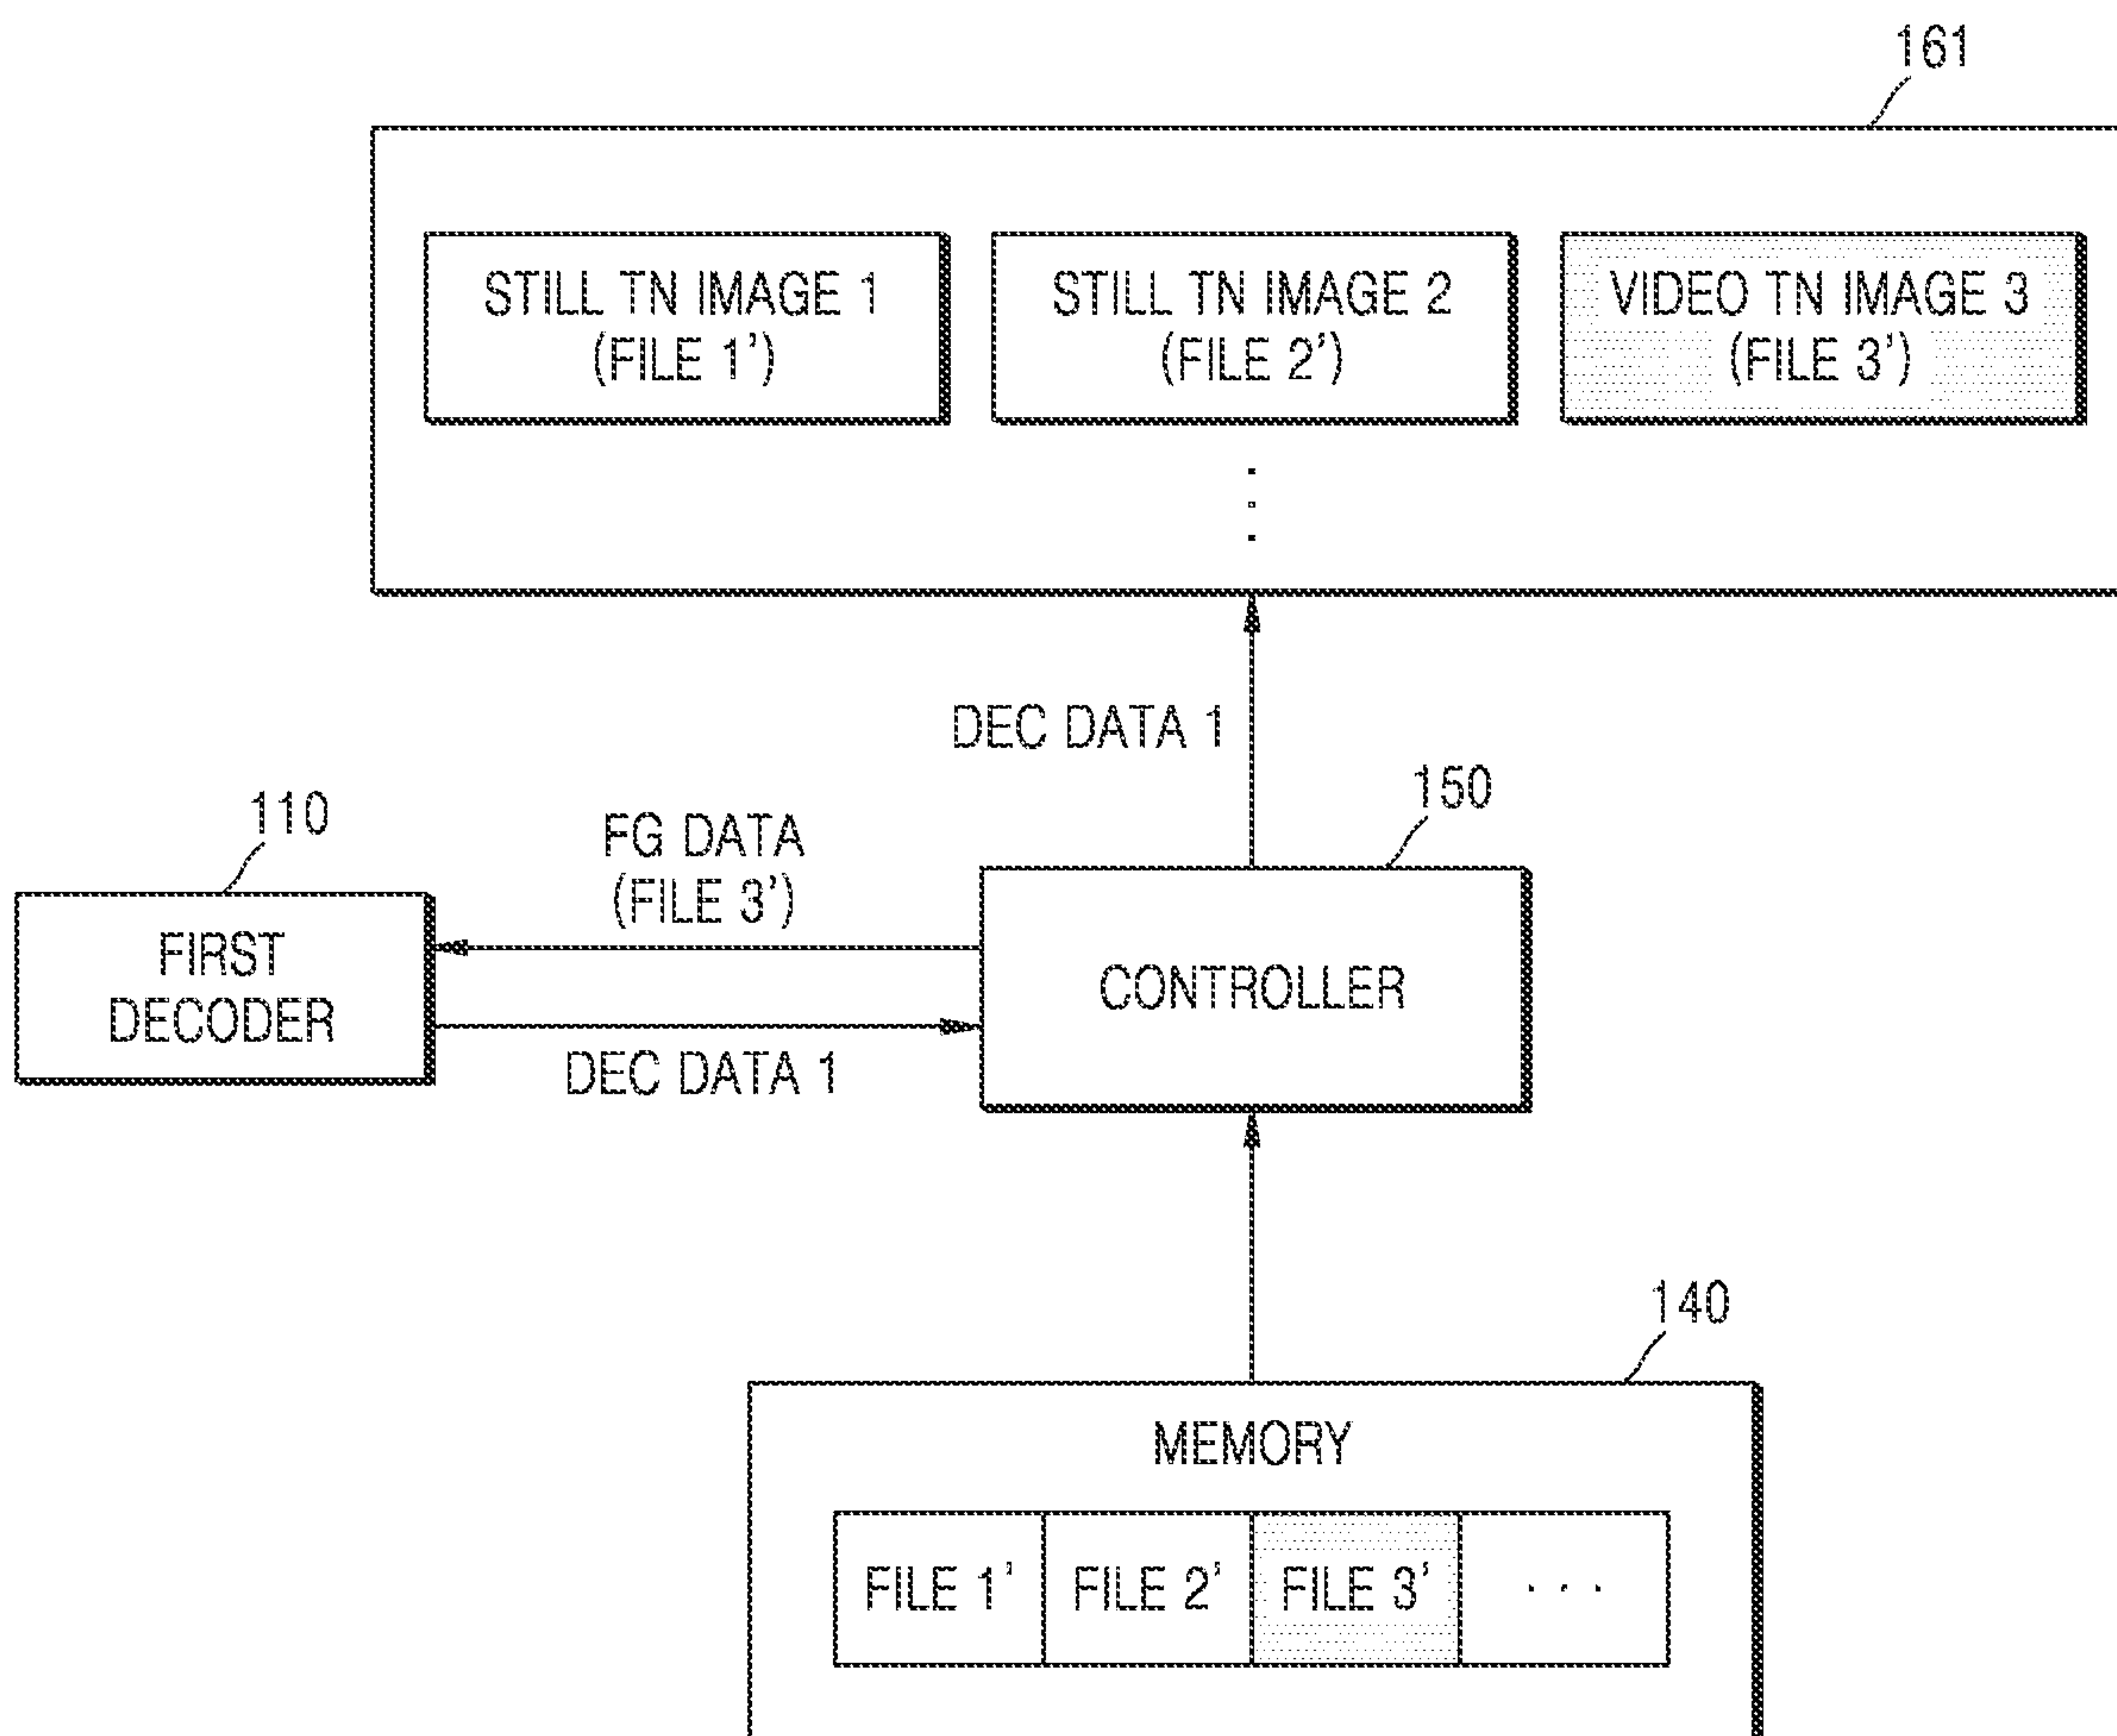 161
STILL TN IMAGE 1
(FILE 1’)
STILL TN IMAGE 2
(FILE 2’)
VIDEO TN IMAGE 3
(FILE 3’)
DEC DATA 1
110
FG DATA
(FILE 3’)
150
FIRST
DECODER
CONTROLLER
DEC DATA 1
140
MEMORY
FILE 1’
FILE 2’
FILE 3’
. . .